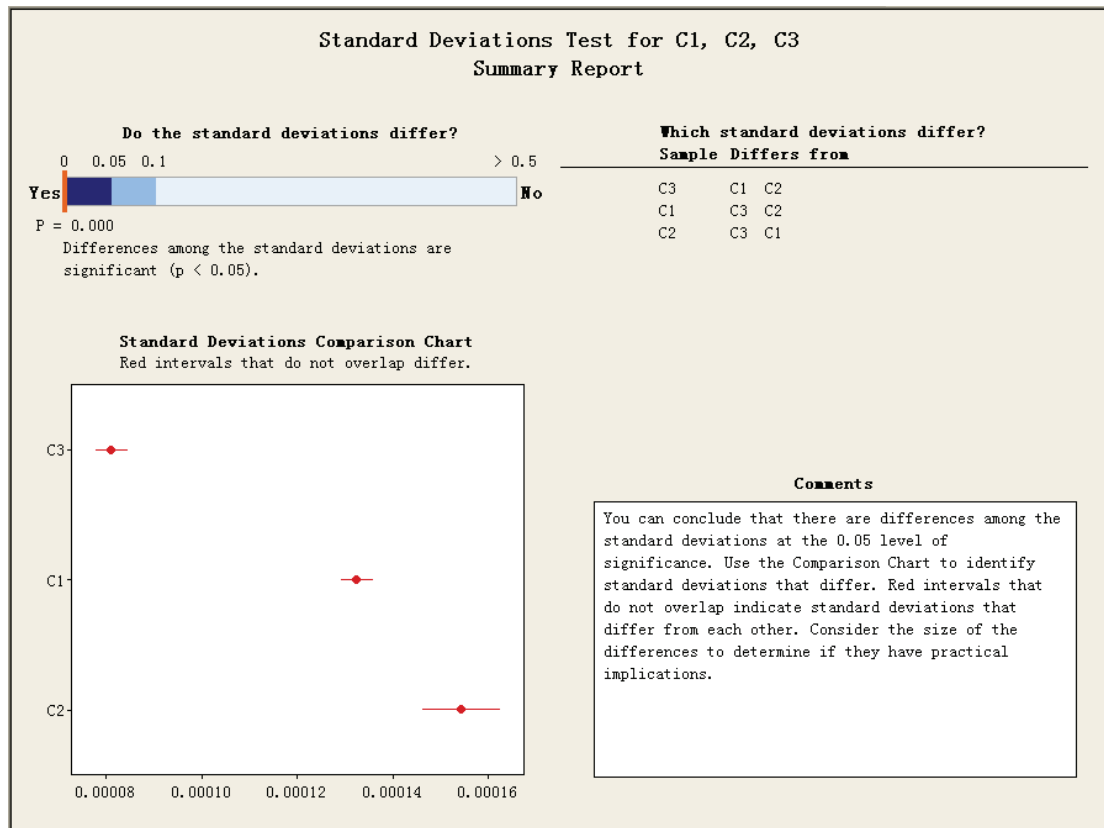 Standard Deviations Test for C1, C2, C3
Summary Report
Do the standard deviations differ?
0 0.05 0.1 > 0.5
Yes No
P = 0.000
Differences among the standard deviations are
significant (p < 0.05).
Which standard deviations differ?
Sample Differs from
C3 C1 C2
C1 C3 C2
C2 C3 C1
Standard Deviations Comparison Chart
Red intervals that do not overlap differ.
C3
C1
C2
0.00008 0.00010 0.00012 0.00014 0.00016
Comments
You can conclude that there are differences among the
standard deviations at the 0.05 level of
significance. Use the Comparison Chart to identify
standard deviations that differ. Red intervals that
do not overlap indicate standard deviations that
differ from each other. Consider the size of the
differences to determine if they have practical
implications.